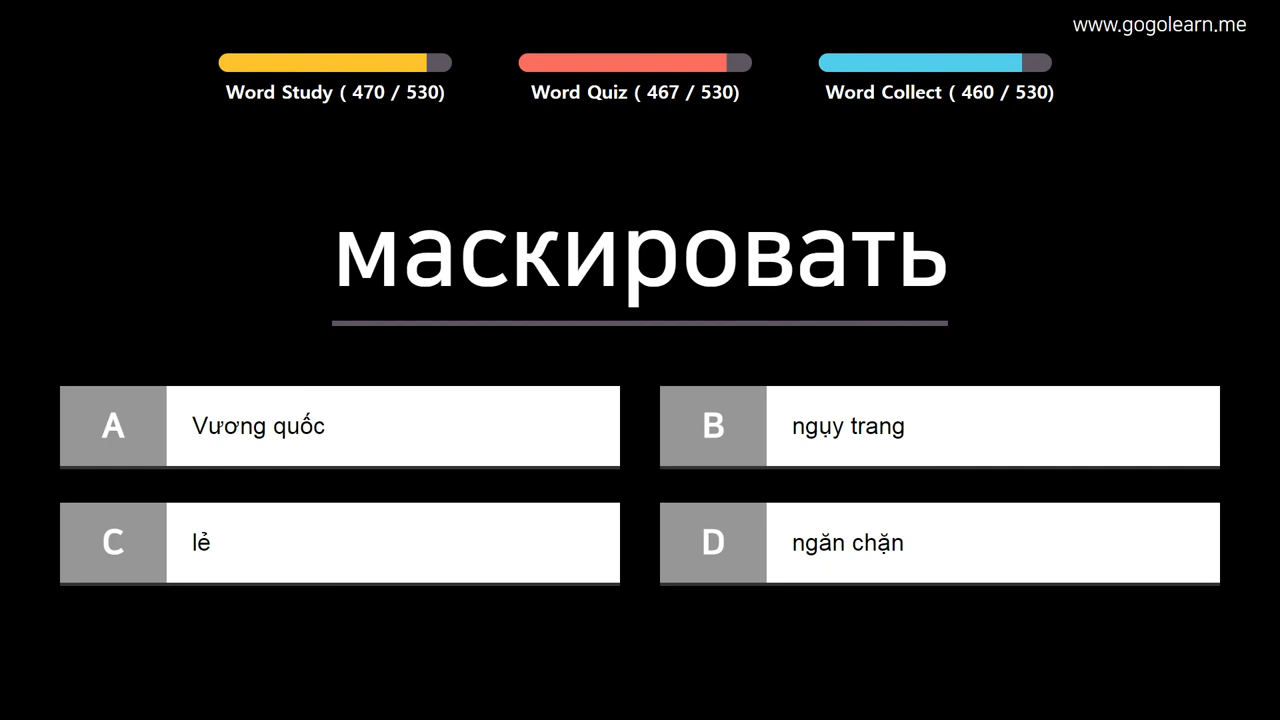 www.gogolearn.me
Word Study ( 470 / 530)
Word Quiz ( 467 / 530)
Word Collect ( 460 / 530)
маскировать
A Vương quốc
B ngụy trang
C lẻ
D ngăn chặn